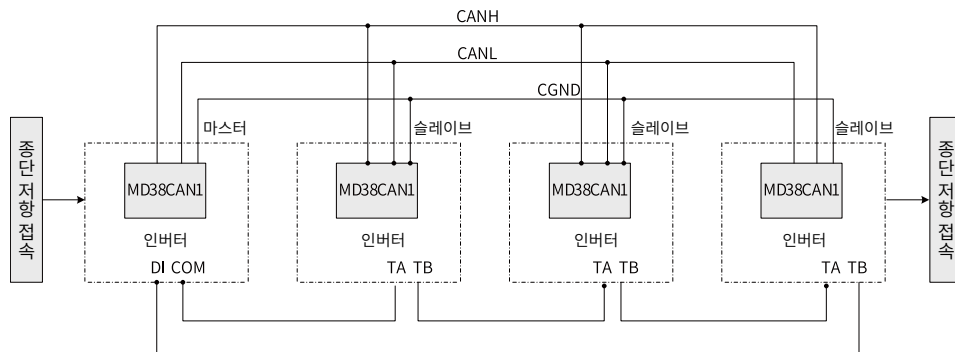 CANH
CANL
CGND
종단 저항 접속
마스터
슬레이브
슬레이브
슬레이브
종단 저항 접속
MD38CAN1
MD38CAN1
MD38CAN1
MD38CAN1
인버터
인버터
인버터
인버터
DI COM
TA TB
TA TB
TA TB